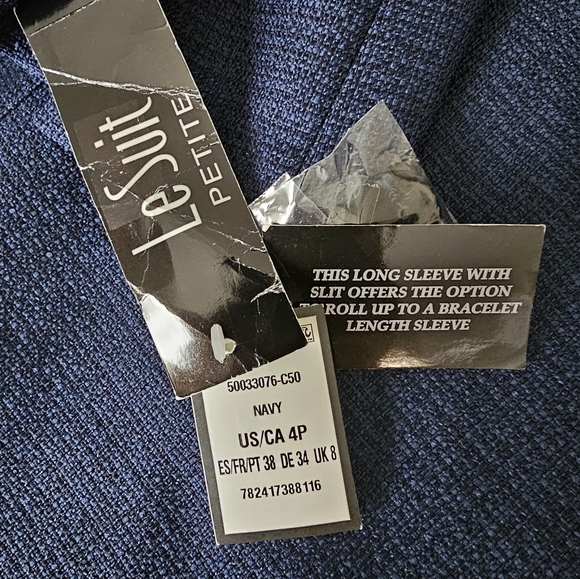 Le Suit
PETITE
THIS LONG SLEEVE WITH
SLIT OFFERS THE OPTION
ROLL UP TO A BRACELET
LENGTH SLEEVE
50033076-C50
NAVY
US/CA 4P
ES/FR/PT 38 DE 34 UK 8
782417388116